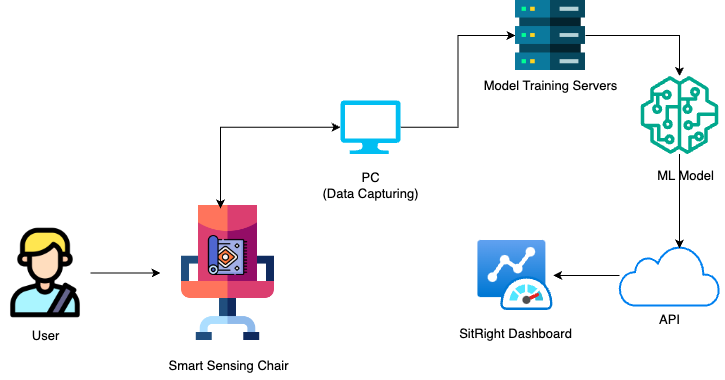 Model Training Servers
ML Model
PC
(Data Capturing)
User
Smart Sensing Chair
SitRight Dashboard
API